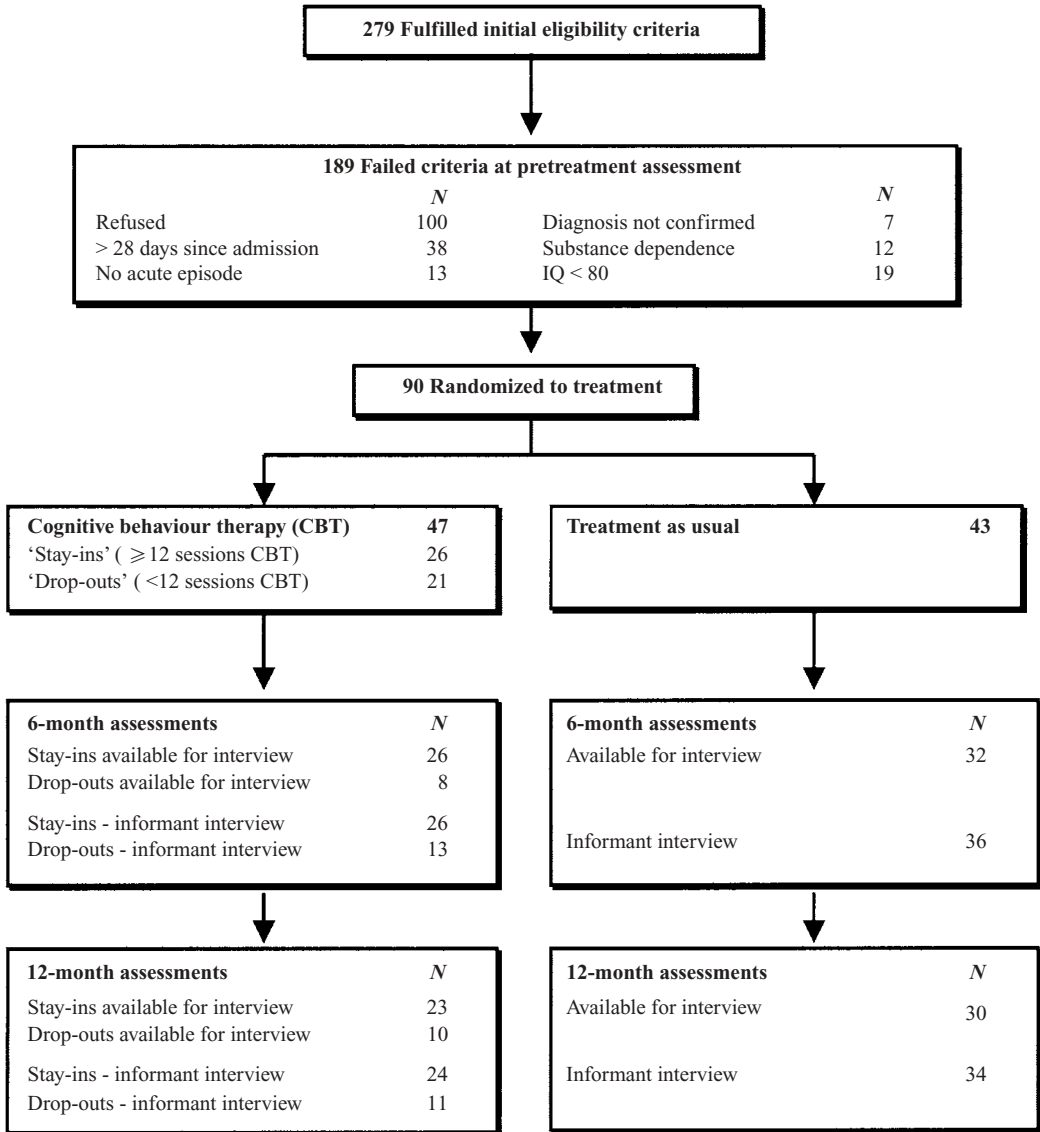 279 Fulfilled initial eligibility criteria
189 Failed criteria at pretreatment assessment
N N
Refused 100 Diagnosis not confirmed 7
> 28 days since admission 38 Substance dependence 12
No acute episode 13 IQ < 80 19
90 Randomized to treatment
Cognitive behaviour therapy (CBT) 47
‘Stay-ins’ ( ⩾12 sessions CBT) 26
‘Drop-outs’ ( <12 sessions CBT) 21
Treatment as usual 43
6-month assessments N
Stay-ins available for interview 26
Drop-outs available for interview 8
Stay-ins - informant interview 26
Drop-outs - informant interview 13
6-month assessments N
Available for interview 32
Informant interview 36
12-month assessments N
Stay-ins available for interview 23
Drop-outs available for interview 10
Stay-ins - informant interview 24
Drop-outs - informant interview 11
12-month assessments N
Available for interview 30
Informant interview 34